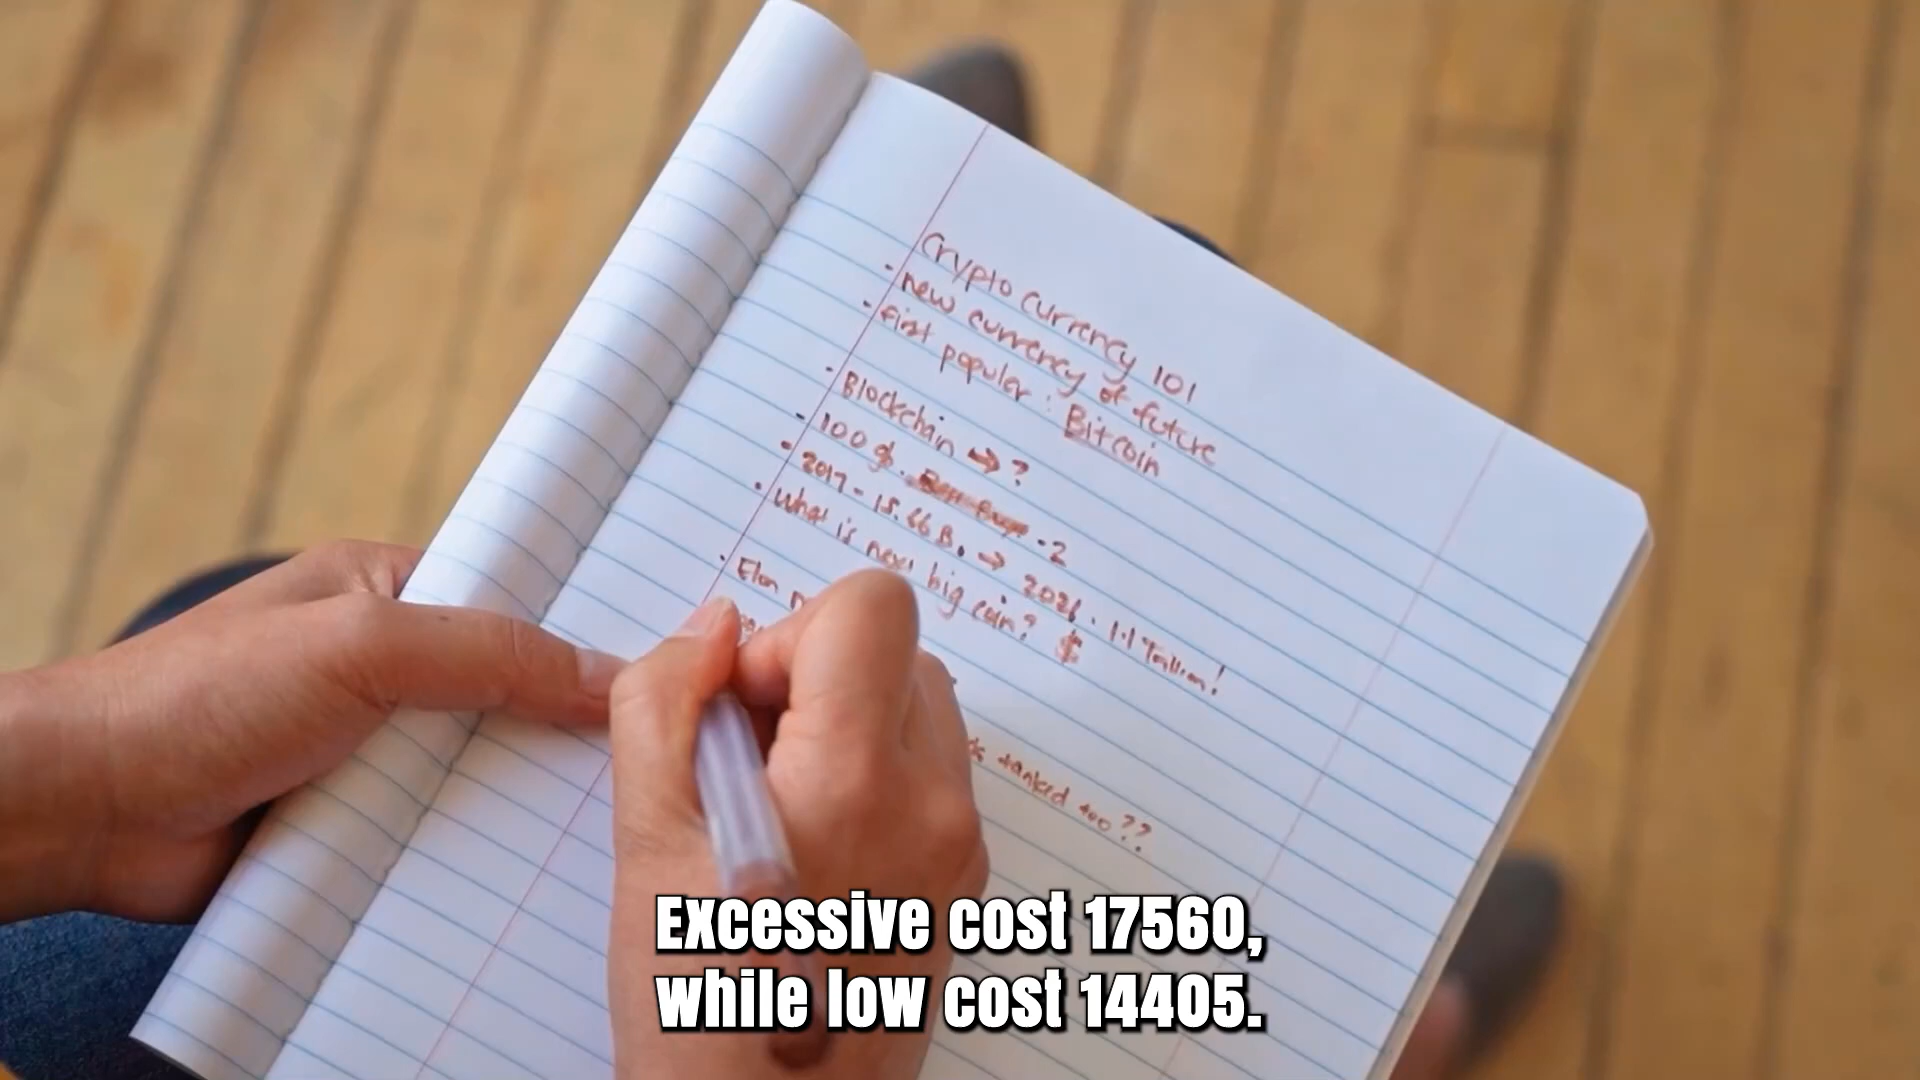 Crypto currency 101
- new currency of future
- first popular : Bitcoin
- Blockchain → ?
- 100 $. - 2
- 2017 - 15.66 B. → 2021. 1.1 Trillion!
- What is next big coin? $
- Elon
tanked too??
Excessive cost 17560,
while low cost 14405.